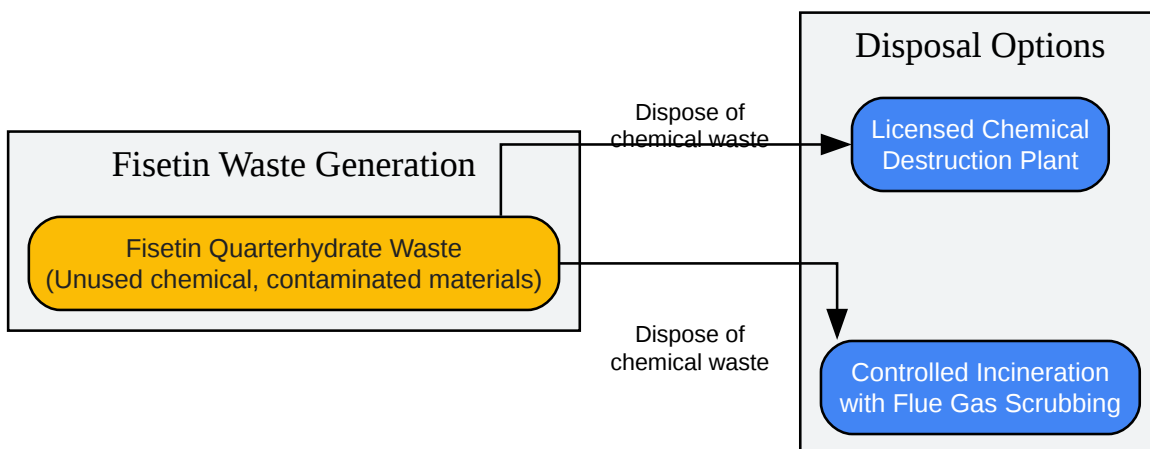 Fisetin Waste Generation
Fisetin Quarterhydrate Waste
(Unused chemical, contaminated materials)
Dispose of
chemical waste
Dispose of
chemical waste
Disposal Options
Licensed Chemical
Destruction Plant
Controlled Incineration
with Flue Gas Scrubbing